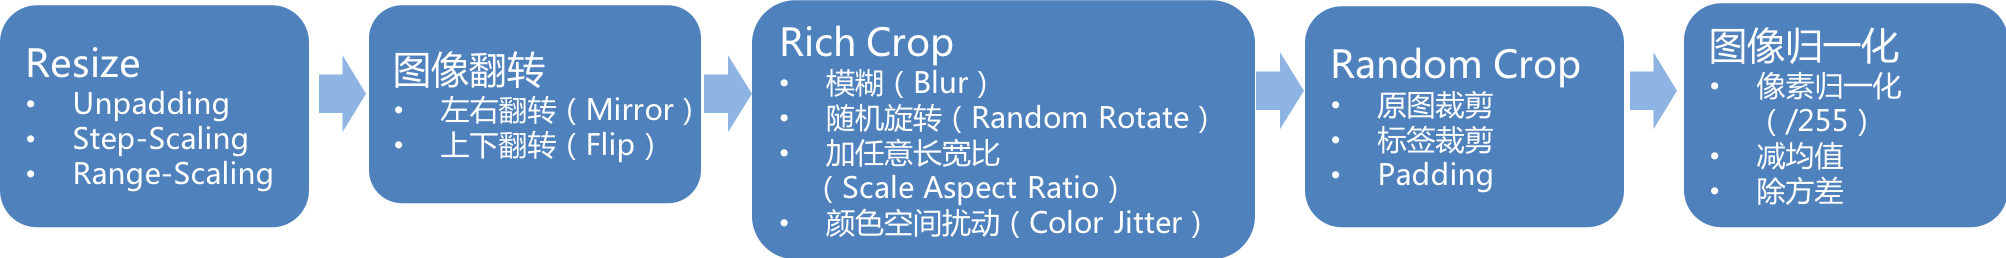 Resize
• Unpadding
• Step-Scaling
• Range-Scaling
图像翻转
• 左右翻转（Mirror）
• 上下翻转（Flip）
Rich Crop
• 模糊（Blur）
• 随机旋转（Random Rotate）
• 加任意长宽比
（Scale Aspect Ratio）
• 颜色空间扰动（Color Jitter）
Random Crop
• 原图裁剪
• 标签裁剪
• Padding
图像归一化
• 像素归一化
（/255）
• 减均值
• 除方差